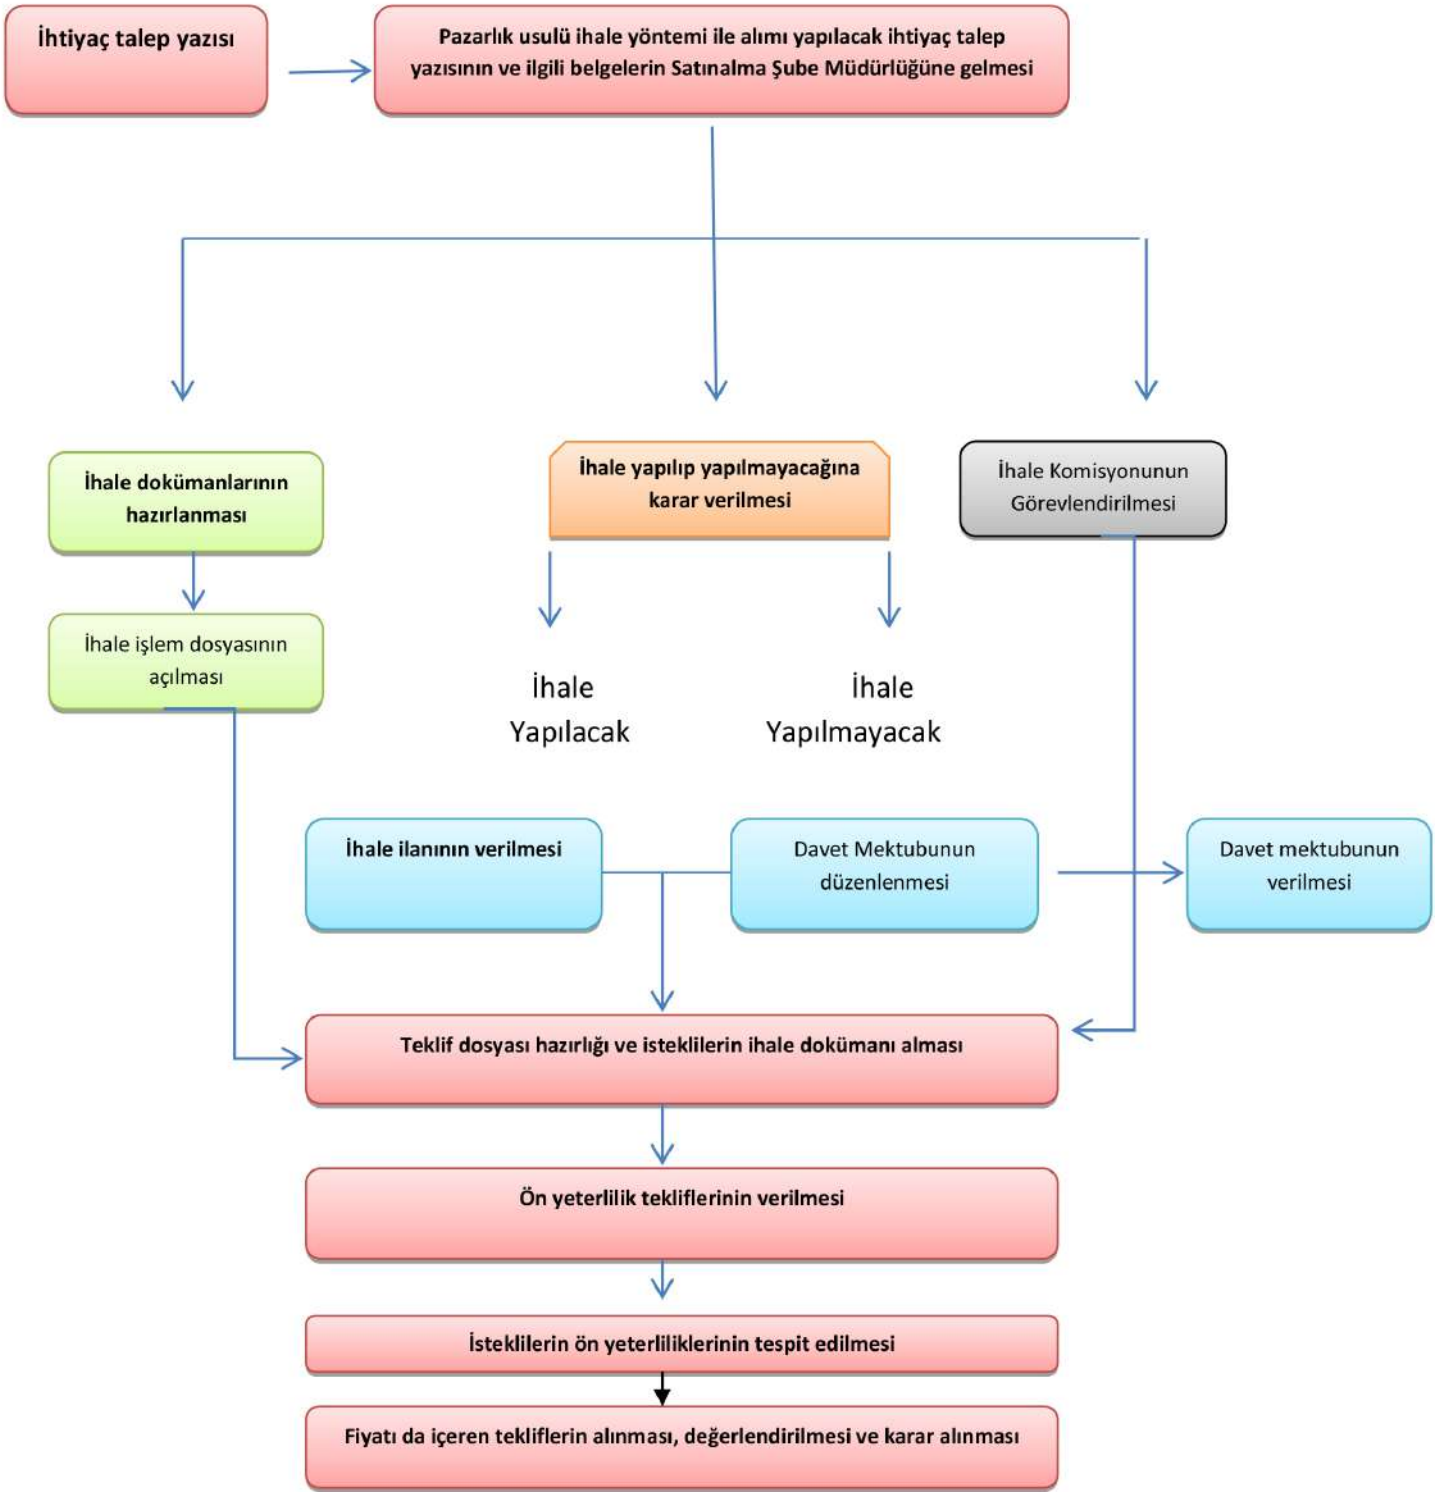 İhtiyaç talep yazısı
Pazarlık usulü ihale yöntemi ile alımı yapılacak ihtiyaç talep
yazısının ve ilgili belgelerin Satınalma Şube Müdürlüğüne gelmesi
İhale dokümanlarının
hazırlanması
İhale yapılıp yapılmayacağına
karar verilmesi
İhale Komisyonunun
Görevlendirilmesi
İhale işlem dosyasının
açılması
İhale
Yapılacak
İhale
Yapılmayacak
İhale ilanının verilmesi
Davet Mektubunun
düzenlenmesi
Davet mektubunun
verilmesi
Teklif dosyası hazırlığı ve isteklilerin ihale dokümanı alması
Ön yeterlilik tekliflerinin verilmesi
İsteklilerin ön yeterliliklerinin tespit edilmesi
Fiyatı da içeren tekliflerin alınması, değerlendirilmesi ve karar alınması